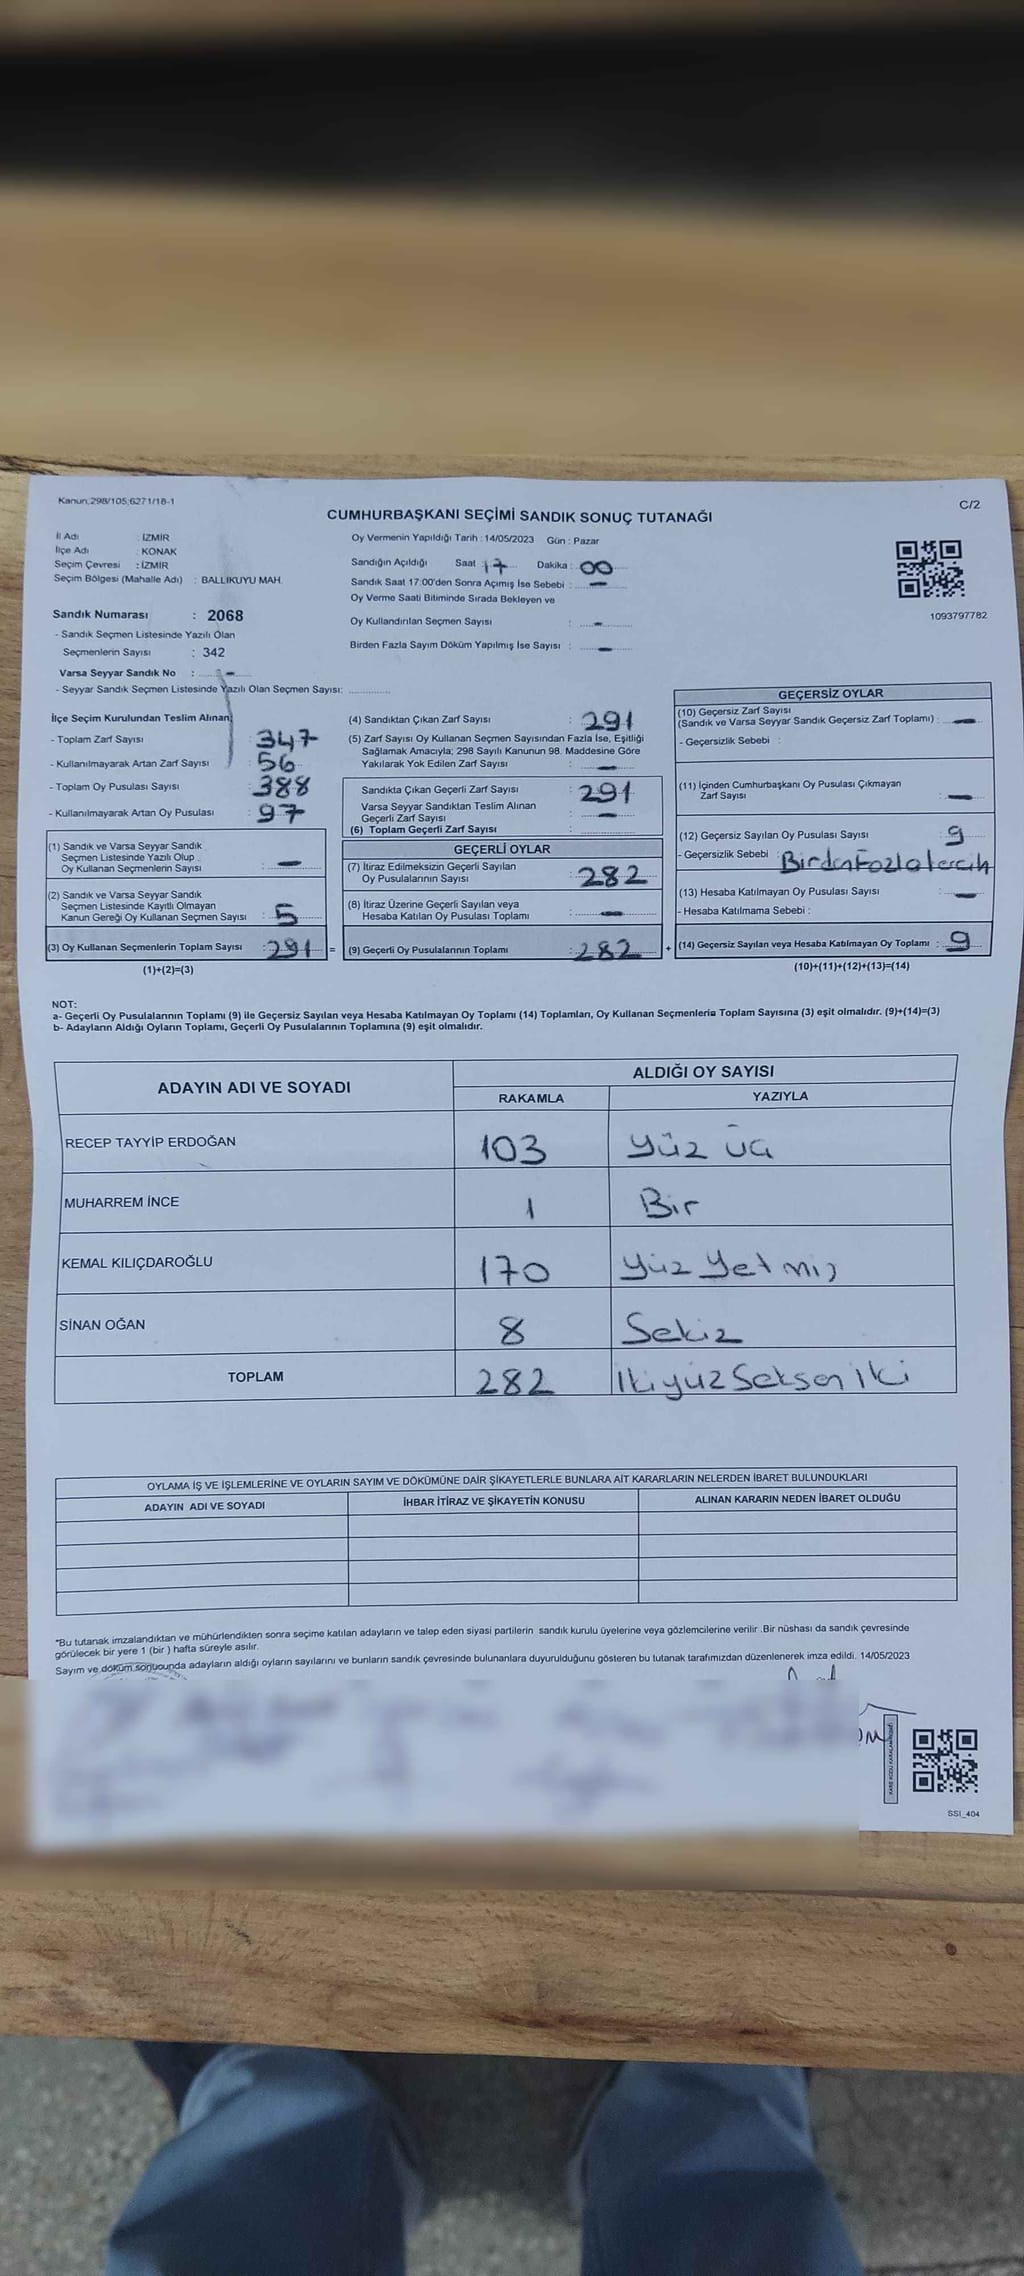 Kanun:298/105;6271/18-1
C/2
CUMHURBAŞKANI SEÇİMİ SANDIK SONUÇ TUTANAĞI
İl Adı : İZMİR
İlçe Adı : KONAK
Seçim Çevresi : İZMİR
Seçim Bölgesi (Mahalle Adı) : BALLIKUYU MAH.
Sandık Numarası : 2068
- Sandık Seçmen Listesinde Yazılı Olan
Seçmenlerin Sayısı : 342
Varsa Seyyar Sandık No : -
- Seyyar Sandık Seçmen Listesinde Yazılı Olan Seçmen Sayısı: ............
Oy Vermenin Yapıldığı Tarih : 14/05/2023 Gün : Pazar
Sandığın Açıldığı Saat : 17 Dakika : 00
Sandık Saat 17:00'den Sonra Açımış İse Sebebi : -
Oy Verme Saati Bitiminde Sırada Bekleyen ve
Oy Kullandırılan Seçmen Sayısı : -
Birden Fazla Sayım Döküm Yapılmış İse Sayısı : -
1093797782
İlçe Seçim Kurulundan Teslim Alınan;
- Toplam Zarf Sayısı : 347
- Kullanılmayarak Artan Zarf Sayısı : 56
- Toplam Oy Pusulası Sayısı : 388
- Kullanılmayarak Artan Oy Pusulası : 97
(1) Sandık ve Varsa Seyyar Sandık
Seçmen Listesinde Yazılı Olup
Oy Kullanan Seçmenlerin Sayısı : -
(2) Sandık ve Varsa Seyyar Sandık
Seçmen Listesinde Kayıtlı Olmayan
Kanun Gereği Oy Kullanan Seçmen Sayısı : 5
(3) Oy Kullanan Seçmenlerin Toplam Sayısı : 291 =
(1)+(2)=(3)
(4) Sandıktan Çıkan Zarf Sayısı : 291
(5) Zarf Sayısı Oy Kullanan Seçmen Sayısından Fazla İse, Eşitliği
Sağlamak Amacıyla; 298 Sayılı Kanunun 98. Maddesine Göre
Yakılarak Yok Edilen Zarf Sayısı : -
Sandıkta Çıkan Geçerli Zarf Sayısı : 291
Varsa Seyyar Sandıktan Teslim Alınan
Geçerli Zarf Sayısı : -
(6) Toplam Geçerli Zarf Sayısı : ............
GEÇERLİ OYLAR
(7) İtiraz Edilmeksizin Geçerli Sayılan
Oy Pusulalarının Sayısı : 282
(8) İtiraz Üzerine Geçerli Sayılan veya
Hesaba Katılan Oy Pusulası Toplamı : -
(9) Geçerli Oy Pusulalarının Toplamı : 282 +
GEÇERSİZ OYLAR
(10) Geçersiz Zarf Sayısı
(Sandık ve Varsa Seyyar Sandık Geçersiz Zarf Toplamı) : -
- Geçersizlik Sebebi :
(11) İçinden Cumhurbaşkanı Oy Pusulası Çıkmayan
Zarf Sayısı : -
(12) Geçersiz Sayılan Oy Pusulası Sayısı : 9
- Geçersizlik Sebebi : Birden Fazla tercih
(13) Hesaba Katılmayan Oy Pusulası Sayısı : -
- Hesaba Katılmama Sebebi :
(14) Geçersiz Sayılan veya Hesaba Katılmayan Oy Toplamı : 9
(10)+(11)+(12)+(13)=(14)
NOT:
a- Geçerli Oy Pusulalarının Toplamı (9) ile Geçersiz Sayılan veya Hesaba Katılmayan Oy Toplamı (14) Toplamları, Oy Kullanan Seçmenlerin Toplam Sayısına (3) eşit olmalıdır. (9)+(14)=(3)
b- Adayların Aldığı Oyların Toplamı, Geçerli Oy Pusulalarının Toplamına (9) eşit olmalıdır.
ADAYIN ADI VE SOYADI
ALDIĞI OY SAYISI
RAKAMLA YAZIYLA
RECEP TAYYİP ERDOĞAN 103 Yüz üç
MUHARREM İNCE 1 Bir
KEMAL KILIÇDAROĞLU 170 Yüz Yetmiş
SİNAN OĞAN 8 Sekiz
TOPLAM 282 İkiyüz Seksen İki
OYLAMA İŞ VE İŞLEMLERİNE VE OYLARIN SAYIM VE DÖKÜMÜNE DAİR ŞİKAYETLERLE BUNLARA AİT KARARLARIN NELERDEN İBARET BULUNDUKLARI
ADAYIN ADI VE SOYADI İHBAR İTİRAZ VE ŞİKAYETİN KONUSU ALINAN KARARIN NEDEN İBARET OLDUĞU
*Bu tutanak imzalandıktan ve mühürlendikten sonra seçime katılan adayların ve talep eden siyasi partilerin sandık kurulu üyelerine veya gözlemcilerine verilir .Bir nüshası da sandık çevresinde
görülecek bir yere 1 (bir ) hafta süreyle asılır.
Sayım ve döküm sonucunda adayların aldığı oyların sayılarını ve bunların sandık çevresinde bulunanlara duyurulduğunu gösteren bu tutanak tarafımızdan düzenlenerek imza edildi. 14/05/2023
SSI_404